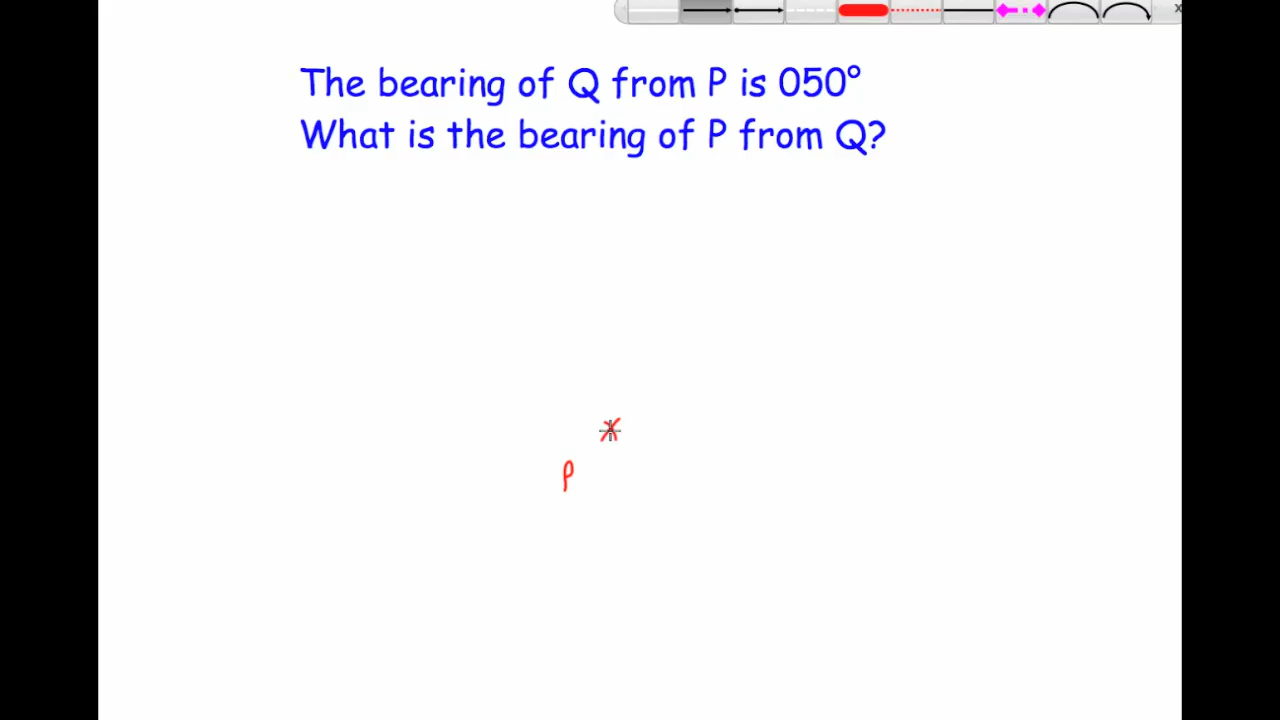 The bearing of Q from P is 050°
What is the bearing of P from Q?
P